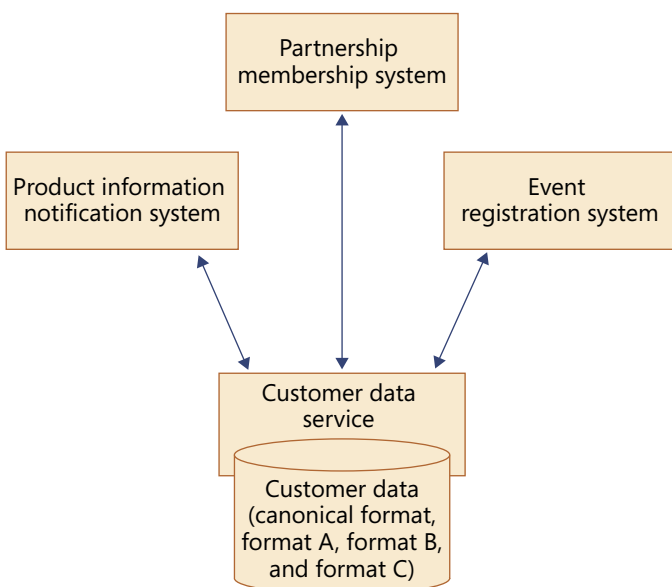 Partnership
membership system
Product information
notification system
Event
registration system
Customer data
service
Customer data
(canonical format,
format A, format B,
and format C)